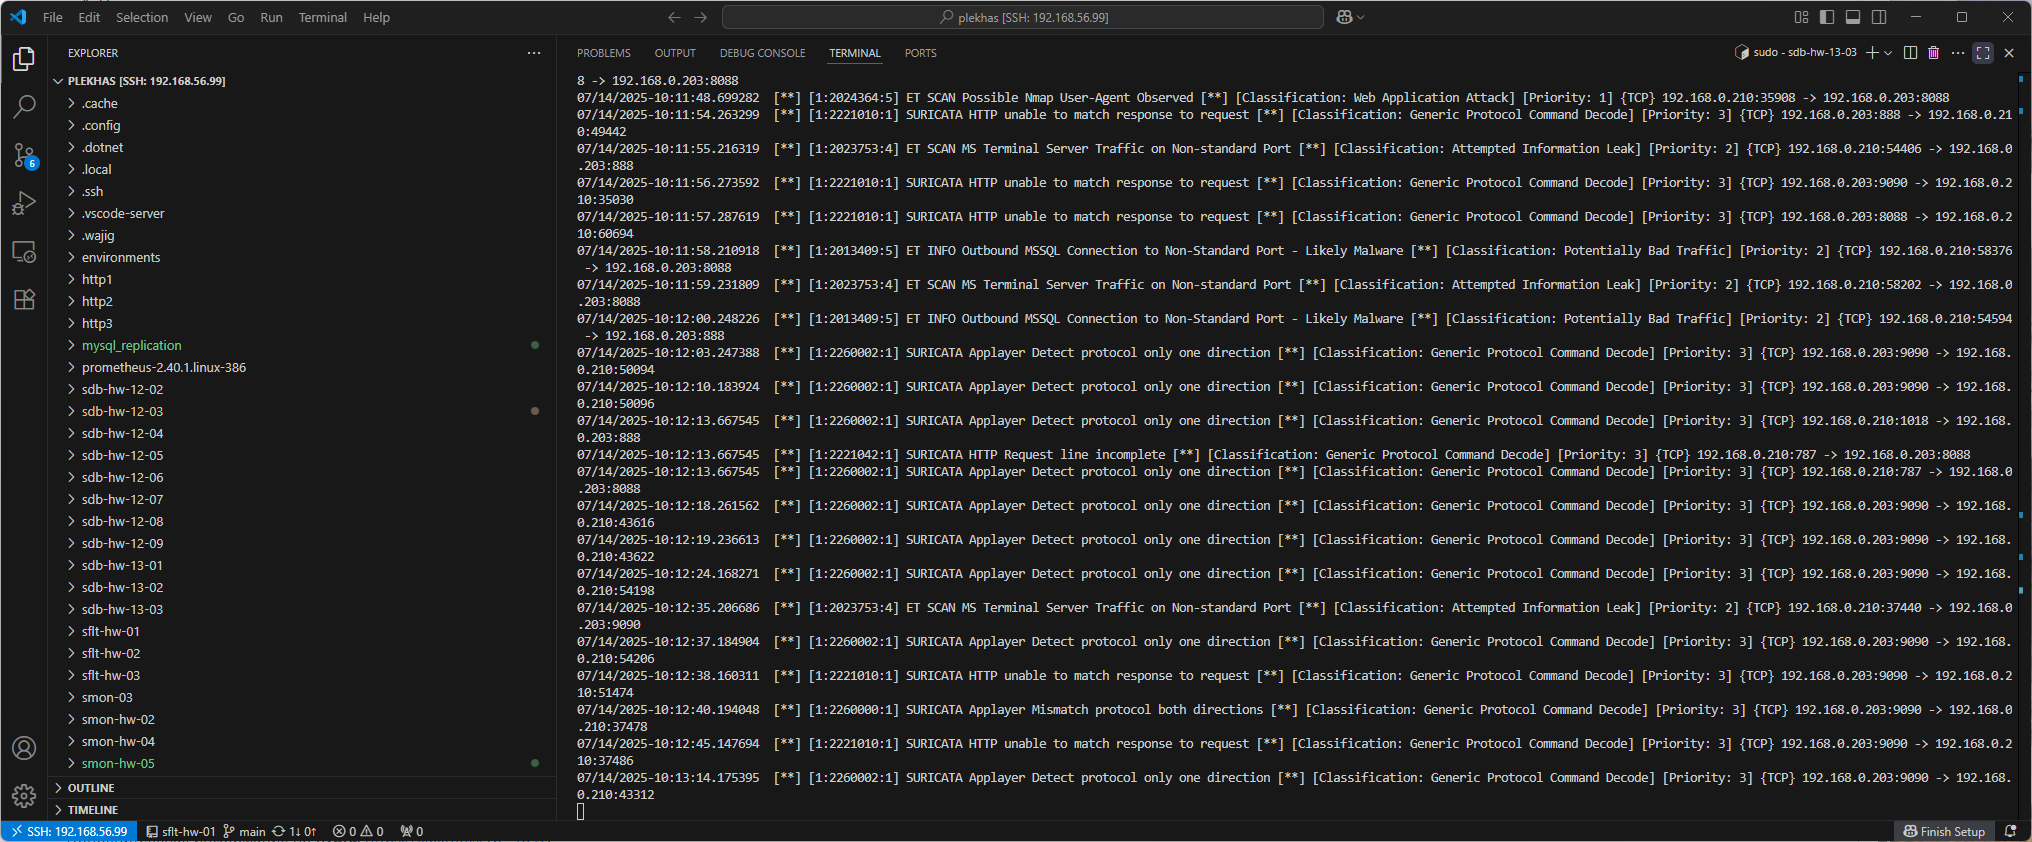 File Edit Selection View Go Run Terminal Help
plekhas [SSH: 192.168.56.99]
EXPLORER
PLEKHAS [SSH: 192.168.56.99]
.cache
.config
.dotnet
.local
.ssh
.vscode-server
.wajig
environments
http1
http2
http3
mysql_replication
prometheus-2.40.1.linux-386
sdb-hw-12-02
sdb-hw-12-03
sdb-hw-12-04
sdb-hw-12-05
sdb-hw-12-06
sdb-hw-12-07
sdb-hw-12-08
sdb-hw-12-09
sdb-hw-13-01
sdb-hw-13-02
sdb-hw-13-03
sflt-hw-01
sflt-hw-02
sflt-hw-03
smon-03
smon-hw-02
smon-hw-04
smon-hw-05
OUTLINE
TIMELINE
6
PROBLEMS OUTPUT DEBUG CONSOLE TERMINAL PORTS
sudo - sdb-hw-13-03
8 -> 192.168.0.203:8088
07/14/2025-10:11:48.699282 [**] [1:2024364:5] ET SCAN Possible Nmap User-Agent Observed [**] [Classification: Web Application Attack] [Priority: 1] {TCP} 192.168.0.210:35908 -> 192.168.0.203:8088
07/14/2025-10:11:54.263299 [**] [1:2221010:1] SURICATA HTTP unable to match response to request [**] [Classification: Generic Protocol Command Decode] [Priority: 3] {TCP} 192.168.0.203:888 -> 192.168.0.21
0:49442
07/14/2025-10:11:55.216319 [**] [1:2023753:4] ET SCAN MS Terminal Server Traffic on Non-standard Port [**] [Classification: Attempted Information Leak] [Priority: 2] {TCP} 192.168.0.210:54406 -> 192.168.0
.203:888
07/14/2025-10:11:56.273592 [**] [1:2221010:1] SURICATA HTTP unable to match response to request [**] [Classification: Generic Protocol Command Decode] [Priority: 3] {TCP} 192.168.0.203:9090 -> 192.168.0.2
10:35030
07/14/2025-10:11:57.287619 [**] [1:2221010:1] SURICATA HTTP unable to match response to request [**] [Classification: Generic Protocol Command Decode] [Priority: 3] {TCP} 192.168.0.203:8088 -> 192.168.0.2
10:60694
07/14/2025-10:11:58.210918 [**] [1:2013409:5] ET INFO Outbound MSSQL Connection to Non-Standard Port - Likely Malware [**] [Classification: Potentially Bad Traffic] [Priority: 2] {TCP} 192.168.0.210:58376
 -> 192.168.0.203:8088
07/14/2025-10:11:59.231809 [**] [1:2023753:4] ET SCAN MS Terminal Server Traffic on Non-standard Port [**] [Classification: Attempted Information Leak] [Priority: 2] {TCP} 192.168.0.210:58202 -> 192.168.0
.203:8088
07/14/2025-10:12:00.248226 [**] [1:2013409:5] ET INFO Outbound MSSQL Connection to Non-Standard Port - Likely Malware [**] [Classification: Potentially Bad Traffic] [Priority: 2] {TCP} 192.168.0.210:54594
 -> 192.168.0.203:888
07/14/2025-10:12:03.247388 [**] [1:2260002:1] SURICATA Applayer Detect protocol only one direction [**] [Classification: Generic Protocol Command Decode] [Priority: 3] {TCP} 192.168.0.203:9090 -> 192.168.
0.210:50094
07/14/2025-10:12:10.183924 [**] [1:2260002:1] SURICATA Applayer Detect protocol only one direction [**] [Classification: Generic Protocol Command Decode] [Priority: 3] {TCP} 192.168.0.203:9090 -> 192.168.
0.210:50096
07/14/2025-10:12:13.667545 [**] [1:2260002:1] SURICATA Applayer Detect protocol only one direction [**] [Classification: Generic Protocol Command Decode] [Priority: 3] {TCP} 192.168.0.210:1018 -> 192.168.
0.203:888
07/14/2025-10:12:13.667545 [**] [1:2221042:1] SURICATA HTTP Request line incomplete [**] [Classification: Generic Protocol Command Decode] [Priority: 3] {TCP} 192.168.0.210:787 -> 192.168.0.203:8088
07/14/2025-10:12:13.667545 [**] [1:2260002:1] SURICATA Applayer Detect protocol only one direction [**] [Classification: Generic Protocol Command Decode] [Priority: 3] {TCP} 192.168.0.210:787 -> 192.168.0
.203:8088
07/14/2025-10:12:18.261562 [**] [1:2260002:1] SURICATA Applayer Detect protocol only one direction [**] [Classification: Generic Protocol Command Decode] [Priority: 3] {TCP} 192.168.0.203:9090 -> 192.168.
0.210:43616
07/14/2025-10:12:19.236613 [**] [1:2260002:1] SURICATA Applayer Detect protocol only one direction [**] [Classification: Generic Protocol Command Decode] [Priority: 3] {TCP} 192.168.0.203:9090 -> 192.168.
0.210:43622
07/14/2025-10:12:24.168271 [**] [1:2260002:1] SURICATA Applayer Detect protocol only one direction [**] [Classification: Generic Protocol Command Decode] [Priority: 3] {TCP} 192.168.0.203:9090 -> 192.168.
0.210:54198
07/14/2025-10:12:35.206686 [**] [1:2023753:4] ET SCAN MS Terminal Server Traffic on Non-standard Port [**] [Classification: Attempted Information Leak] [Priority: 2] {TCP} 192.168.0.210:37440 -> 192.168.0
.203:9090
07/14/2025-10:12:37.184904 [**] [1:2260002:1] SURICATA Applayer Detect protocol only one direction [**] [Classification: Generic Protocol Command Decode] [Priority: 3] {TCP} 192.168.0.203:9090 -> 192.168.
0.210:54206
07/14/2025-10:12:38.160311 [**] [1:2221010:1] SURICATA HTTP unable to match response to request [**] [Classification: Generic Protocol Command Decode] [Priority: 3] {TCP} 192.168.0.203:9090 -> 192.168.0.2
10:51474
07/14/2025-10:12:40.194048 [**] [1:2260000:1] SURICATA Applayer Mismatch protocol both directions [**] [Classification: Generic Protocol Command Decode] [Priority: 3] {TCP} 192.168.0.203:9090 -> 192.168.0
.210:37478
07/14/2025-10:12:45.147694 [**] [1:2221010:1] SURICATA HTTP unable to match response to request [**] [Classification: Generic Protocol Command Decode] [Priority: 3] {TCP} 192.168.0.203:9090 -> 192.168.0.2
10:37486
07/14/2025-10:13:14.175395 [**] [1:2260002:1] SURICATA Applayer Detect protocol only one direction [**] [Classification: Generic Protocol Command Decode] [Priority: 3] {TCP} 192.168.0.203:9090 -> 192.168.
0.210:43312
SSH: 192.168.56.99 sflt-hw-01 main 1↓ 0↑ 0 0 0 Finish Setup